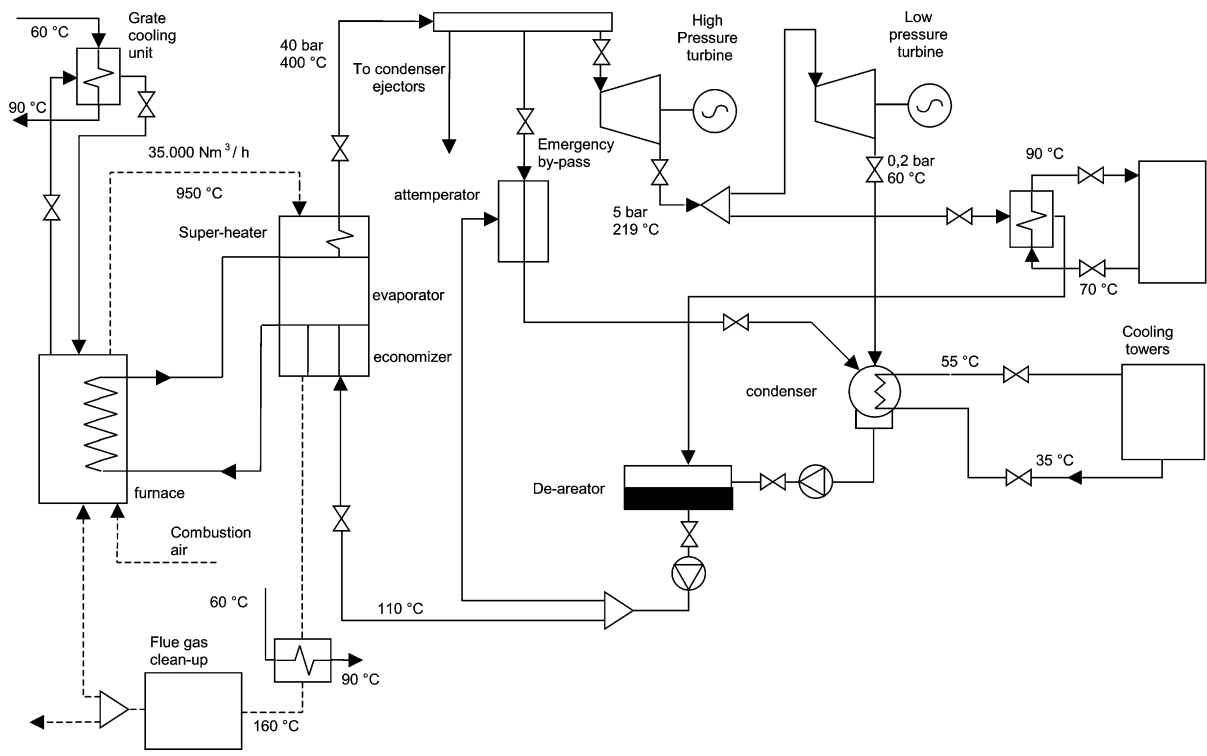 60 °C
Grate
cooling
unit
90 °C
35.000 Nm³/ h
950 °C
40 bar
400 °C
To condenser
ejectors
High
Pressure
turbine
Low
pressure
turbine
Emergency
by-pass
attemperator
0,2 bar
60 °C
90 °C
5 bar
219 °C
70 °C
Super-heater
evaporator
economizer
Cooling
towers
55 °C
condenser
35 °C
furnace
De-areator
Combustion
air
60 °C
110 °C
Flue gas
clean-up
90 °C
160 °C